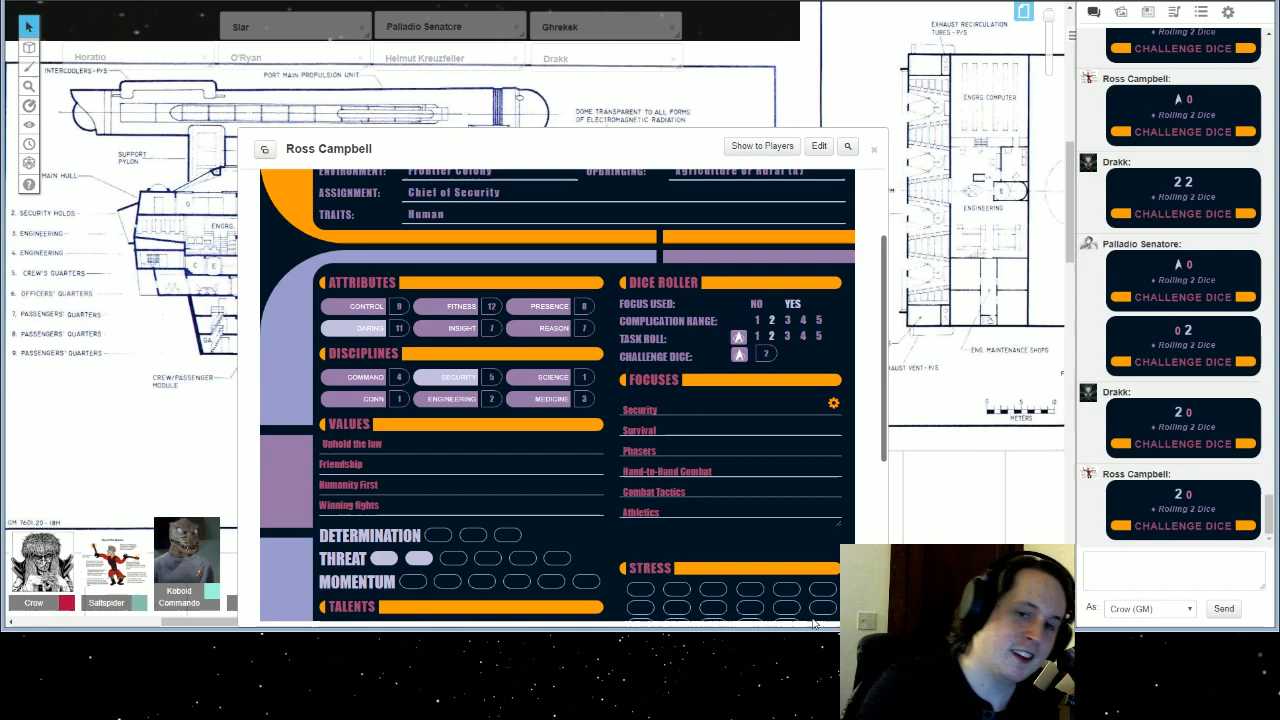 Slar
Palladio Senatore
Ghrekek
Horatio
O'Ryan
Helmut Kreuzfeller
Drakk
INTERCOOLERS-P/S
PORT MAIN PROPULSION UNIT
DOME TRANSPARENT TO ALL FORMS
OF ELECTROMAGNETIC RADIATION
SUPPORT
PYLON
MAIN HULL
2. SECURITY HOLDS
3. ENGINEERING
4. ENGINEERING
5. CREW'S QUARTERS
6. OFFICERS' QUARTERS
7. PASSENGERS' QUARTERS
8. PASSENGERS' QUARTERS
9. PASSENGERS' QUARTERS
CREW/PASSENGER
MODULE
ENGRG.
G
C
E
GA
EXHAUST RECIRCULATION
TUBES - P/S
ENGRG COMPUTER
E
ENGINEERING
ENG. MAINTENANCE SHOPS
0 5 10
METERS
Ross Campbell
Show to Players
Edit
ENVIRONMENT: Frontier Colony
UPBRINGING: Agriculture or Rural (A)
ASSIGNMENT: Chief of Security
TRAITS: Human
ATTRIBUTES
CONTROL 9
FITNESS 12
PRESENCE 8
DARING 11
INSIGHT 7
REASON 7
DISCIPLINES
COMMAND 4
SECURITY 5
SCIENCE 1
CONN 1
ENGINEERING 2
MEDICINE 3
VALUES
Uphold the law
Friendship
Humanity First
Winning fights
DETERMINATION
THREAT
MOMENTUM
TALENTS
DICE ROLLER
FOCUS USED: NO YES
COMPLICATION RANGE: 1 2 3 4 5
TASK ROLL: 1 2 3 4 5
CHALLENGE DICE: 2
FOCUSES
Security
Survival
Phasers
Hand-to-Hand Combat
Combat Tactics
Athletics
STRESS
Crow
Saltspider
Kobold
Commando
♦ Rolling 2 Dice
CHALLENGE DICE
Ross Campbell:
0
♦ Rolling 2 Dice
CHALLENGE DICE
Drakk:
2 2
CHALLENGE DICE
Palladio Senatore:
0
♦ Rolling 2 Dice
CHALLENGE DICE
0 2
♦ Rolling 2 Dice
CHALLENGE DICE
Drakk:
2 0
♦ Rolling 2 Dice
CHALLENGE DICE
Ross Campbell:
2 0
♦ Rolling 2 Dice
CHALLENGE DICE
As:
Crow (GM)
Send